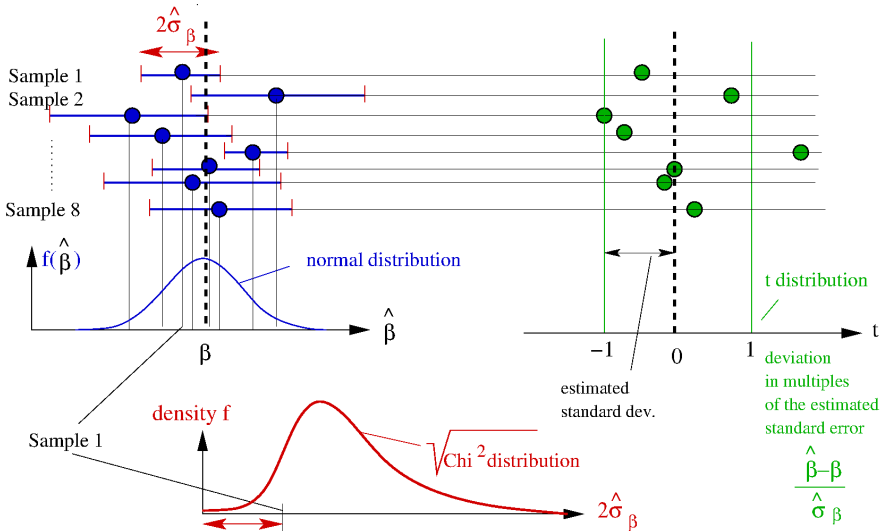 2σ̂ β
Sample 1
Sample 2
Sample 8
f(β̂)
normal distribution
β̂
β
t distribution
t
−1
0
1
estimated
standard dev.
deviation
in multiples
of the estimated
standard error
β̂−β
σ̂ β
density f
Sample 1
√Chi 2 distribution
2σ̂ β